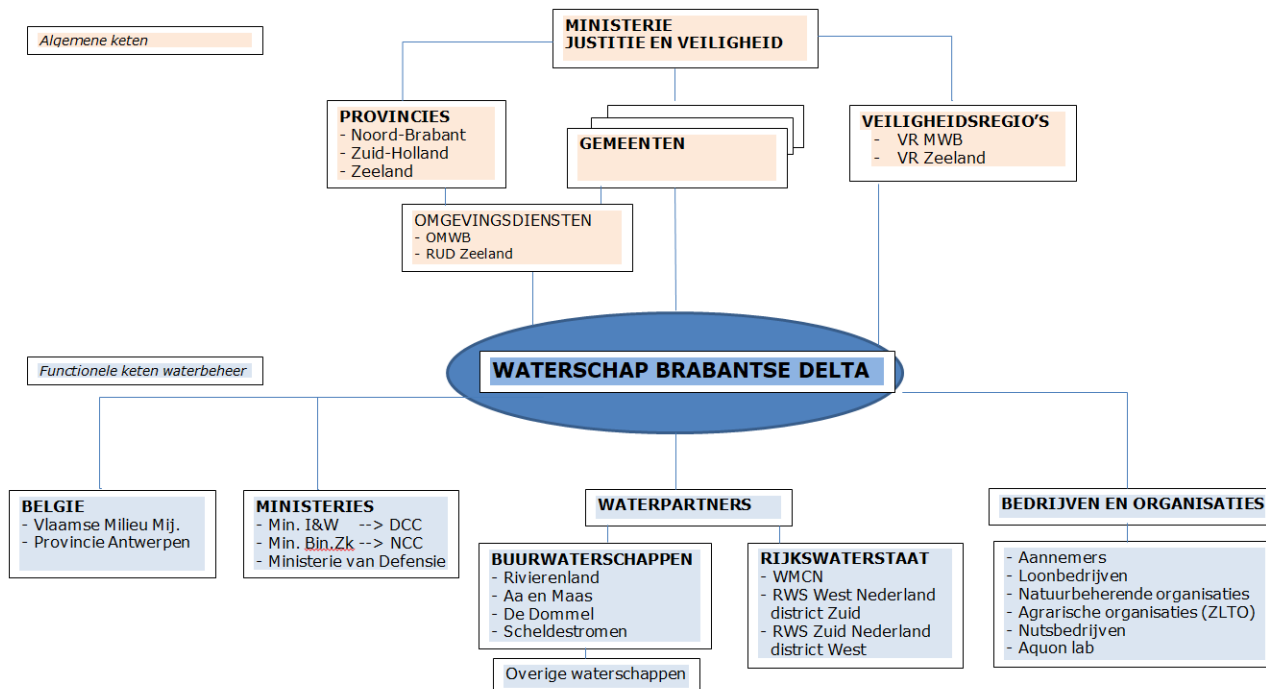 Algemene keten
MINISTERIE
JUSTITIE EN VEILIGHEID
PROVINCIES
- Noord-Brabant
- Zuid-Holland
- Zeeland
GEMEENTEN
VEILIGHEIDSREGIO'S
- VR MWB
- VR Zeeland
OMGEVINGSDIENSTEN
- OMWB
- RUD Zeeland
Functionele keten waterbeheer
WATERSCHAP BRABANTSE DELTA
BELGIE
- Vlaamse Milieu Mij.
- Provincie Antwerpen
MINISTERIES
- Min. I&W --> DCC
- Min. Bin.Zk --> NCC
- Ministerie van Defensie
WATERPARTNERS
BUURWATERSCHAPPEN
- Rivierenland
- Aa en Maas
- De Dommel
- Scheldestromen
Overige waterschappen
RIJKSWATERSTAAT
- WMCN
- RWS West Nederland
district Zuid
- RWS Zuid Nederland
district West
BEDRIJVEN EN ORGANISATIES
- Aannemers
- Loonbedrijven
- Natuurbeherende organisaties
- Agrarische organisaties (ZLTO)
- Nutsbedrijven
- Aquon lab